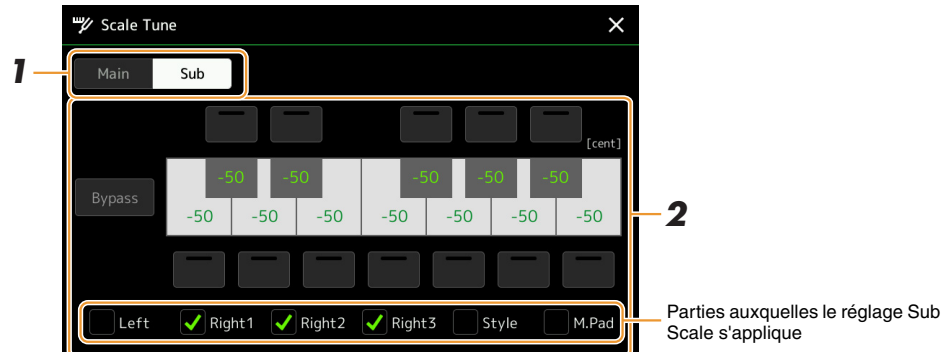 Scale Tune
1
Main Sub
[cent]
-50 -50 -50 -50 -50
Bypass
-50 -50 -50 -50 -50 -50 -50
2
Left Right1 Right2 Right3 Style M.Pad
Parties auxquelles le réglage Sub
Scale s'applique